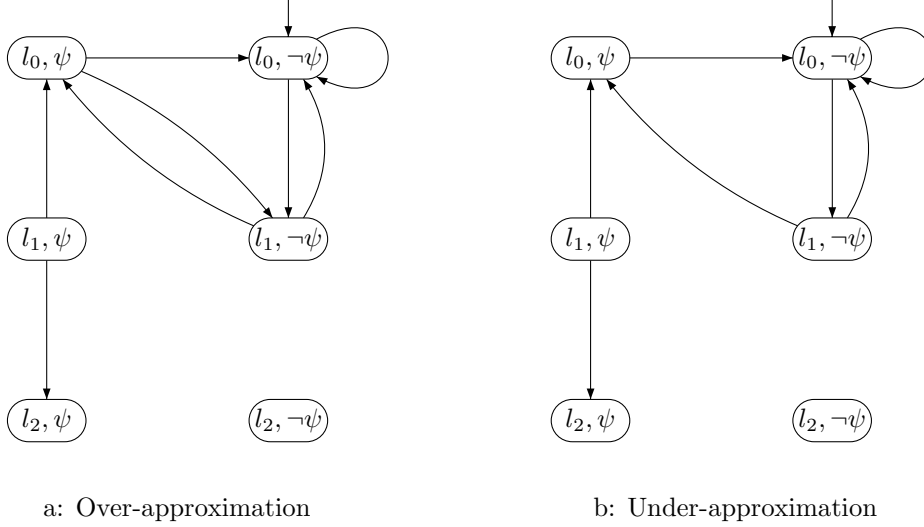 l₀, ψ l₀, ¬ψ l₀, ψ l₀, ¬ψ
l₁, ψ l₁, ¬ψ l₁, ψ l₁, ¬ψ
l₂, ψ l₂, ¬ψ l₂, ψ l₂, ¬ψ
a: Over-approximation b: Under-approximation